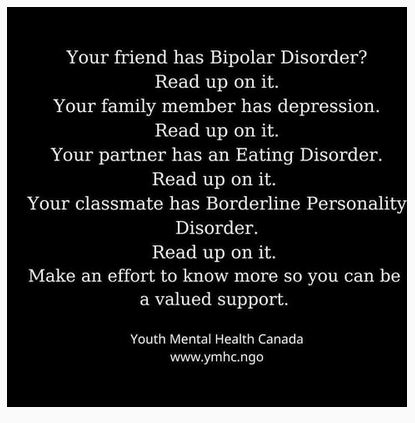 Your friend has Bipolar Disorder?
Read up on it.
Your family member has depression.
Read up on it.
Your partner has an Eating Disorder.
Read up on it.
Your classmate has Borderline Personality
Disorder.
Read up on it.
Make an effort to know more so you can be
a valued support.
Youth Mental Health Canada
www.ymhc.ngo